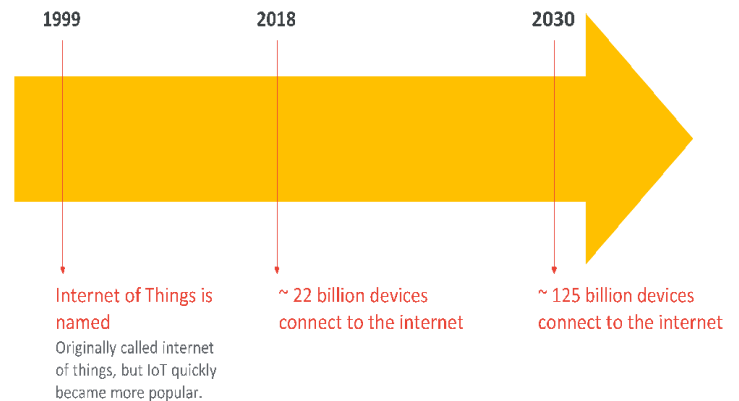 1999
2018
2030
Internet of Things is
named
Originally called internet
of things, but IoT quickly
became more popular.
~ 22 billion devices
connect to the internet
~ 125 billion devices
connect to the internet